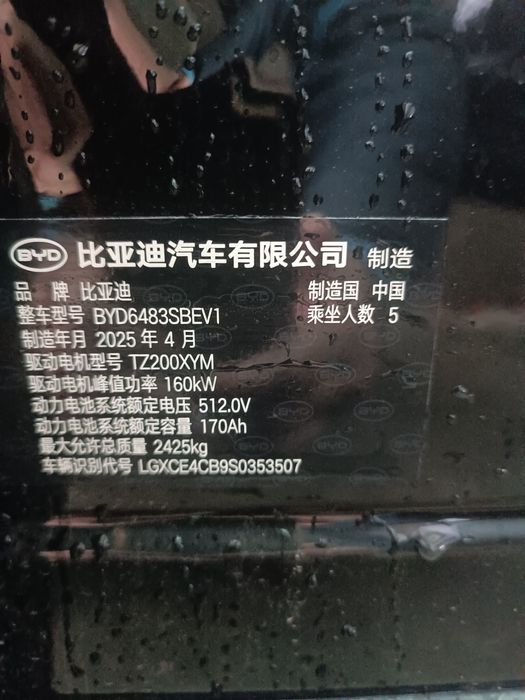 BYD 比亚迪汽车有限公司 制造
品 牌 比亚迪 制造国 中国
整车型号 BYD6483SBEV1 乘坐人数 5
制造年月 2025 年 4 月
驱动电机型号 TZ200XYM
驱动电机峰值功率 160kW
动力电池系统额定电压 512.0V
动力电池系统额定容量 170Ah
最大允许总质量 2425kg
车辆识别代号 LGXCE4CB9S0353507